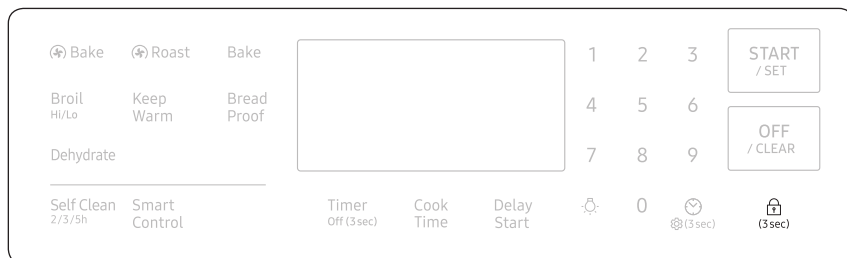 Bake Roast Bake 1 2 3 START
/ SET
Broil Keep Bread
Hi/Lo Warm Proof 4 5 6
OFF
/ CLEAR
Dehydrate 7 8 9
Self Clean Smart Timer Cook Delay 0
2/3/5h Control Off (3 sec) Time Start (3 sec) (3 sec)